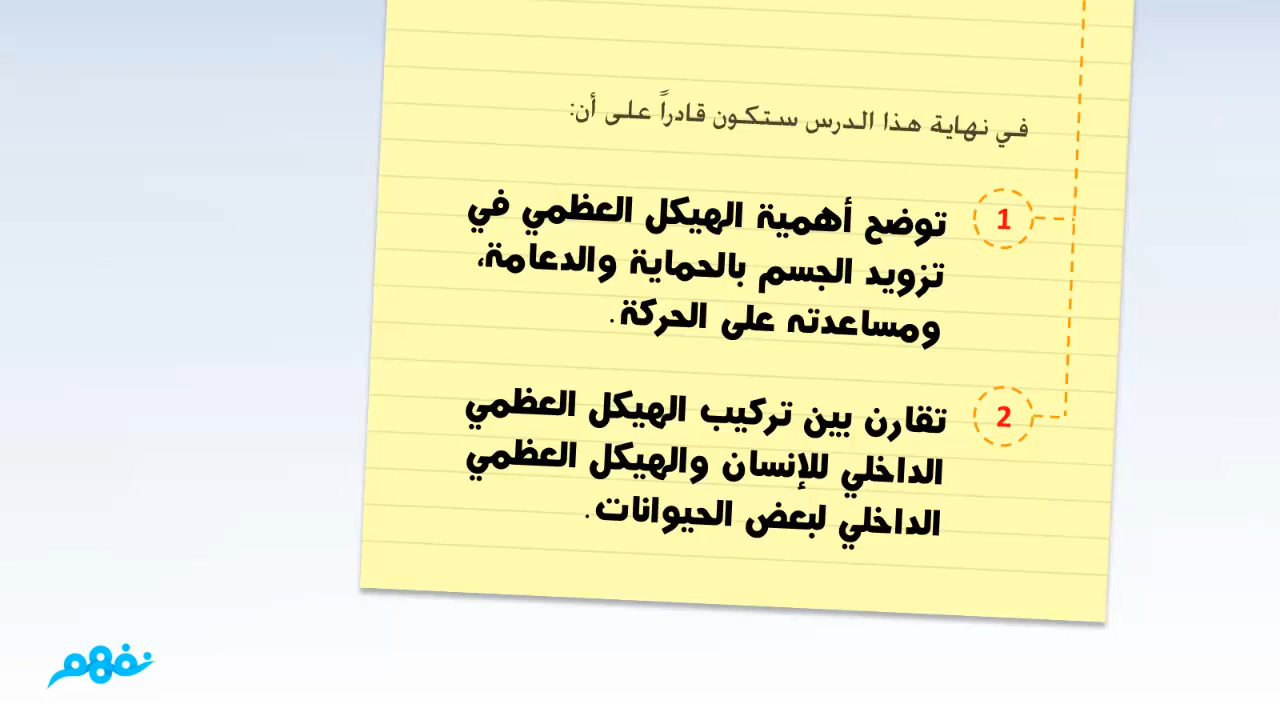 في نهاية هذا الدرس ستكون قادراً على أن:
1
توضح أهمية الهيكل العظمي في
تزويد الجسم بالحماية والدعامة،
ومساعدته على الحركة.
2
تقارن بين تركيب الهيكل العظمي
الداخلي للإنسان والهيكل العظمي
الداخلي لبعض الحيوانات.
نفهم